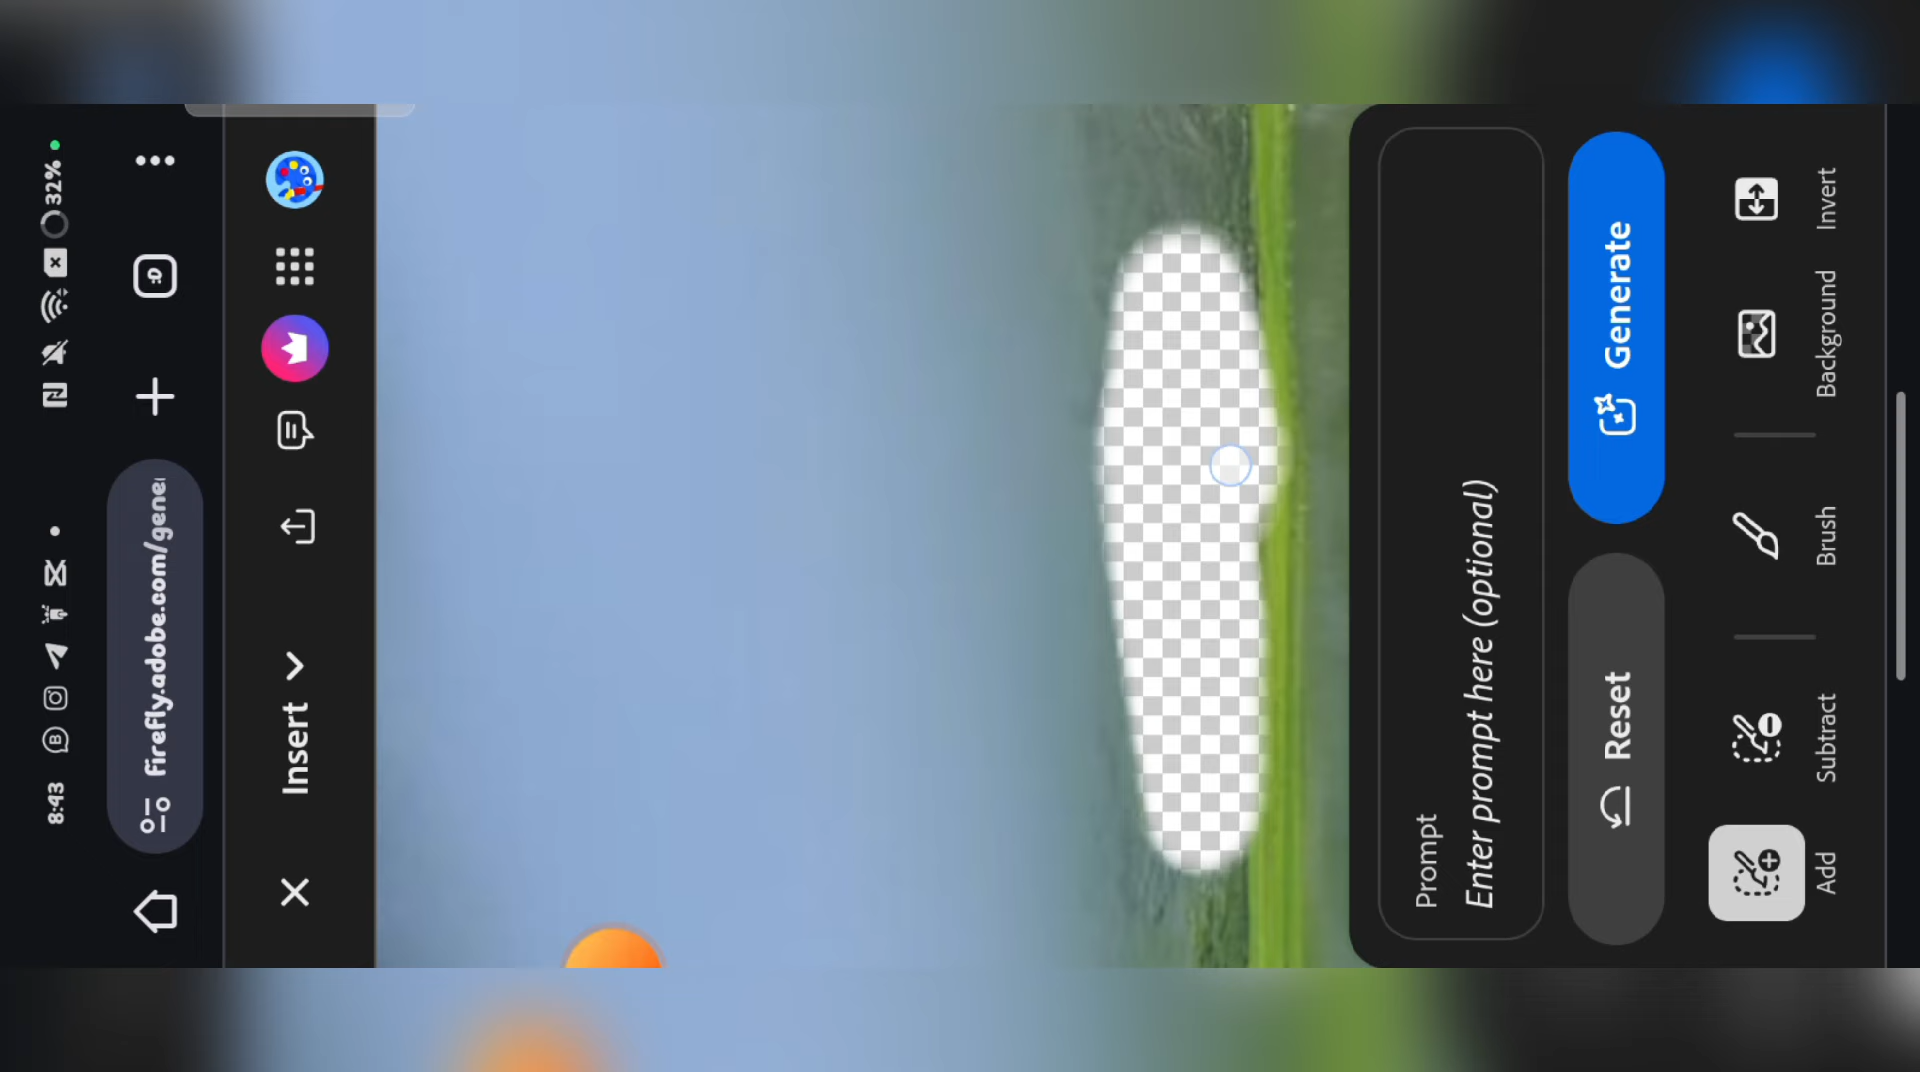 8:43
B
32%
firefly.adobe.com/gene
:D
Insert
Prompt
Enter prompt here (optional)
Reset
Generate
Add
Subtract
Brush
Background
Invert